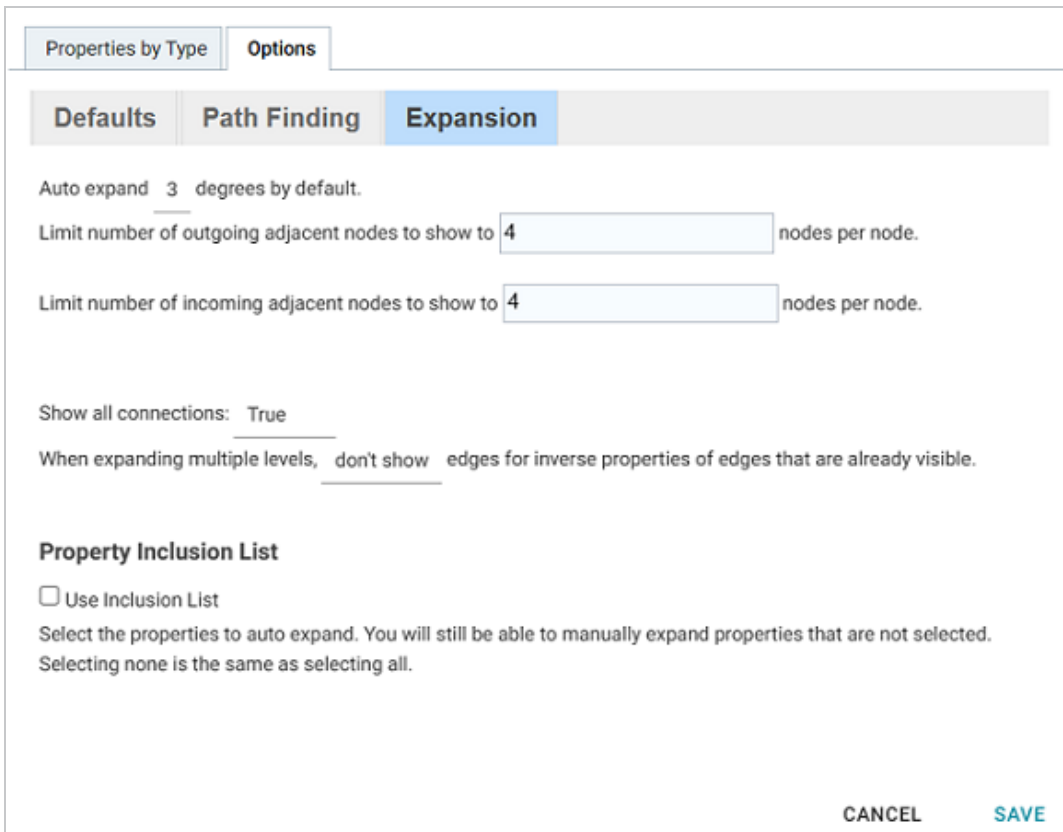 Properties by Type Options
Defaults Path Finding Expansion
Auto expand 3 degrees by default.
Limit number of outgoing adjacent nodes to show to 4 nodes per node.
Limit number of incoming adjacent nodes to show to 4 nodes per node.
Show all connections: True
When expanding multiple levels, don't show edges for inverse properties of edges that are already visible.
Property Inclusion List
Use Inclusion List
Select the properties to auto expand. You will still be able to manually expand properties that are not selected.
Selecting none is the same as selecting all.
CANCEL SAVE